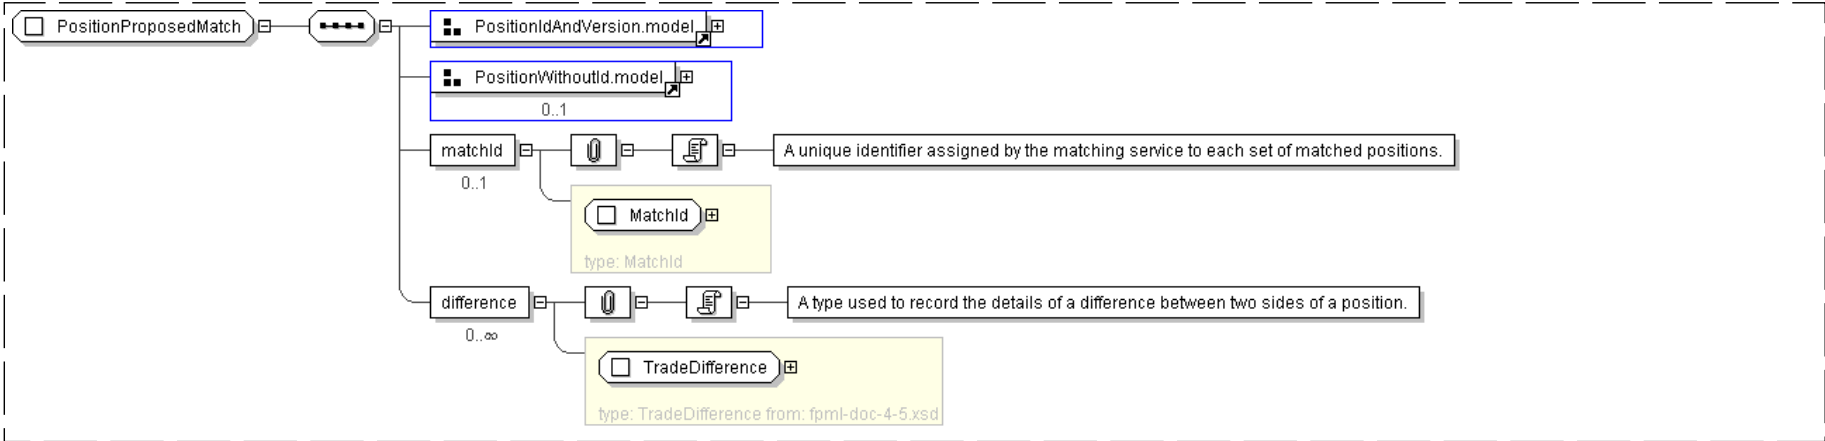 PositionProposedMatch
PositionIdAndVersion.model
PositionWithoutId.model
0..1
matchId
A unique identifier assigned by the matching service to each set of matched positions.
0..1
MatchId
type: MatchId
difference
A type used to record the details of a difference between two sides of a position.
0..∞
TradeDifference
type: TradeDifference from: fpml-doc-4-5.xsd